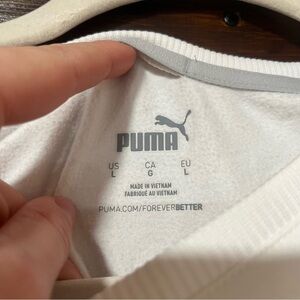 PUMA
US CA EU
L G L
MADE IN VIETNAM
FABRIQUÉ AU VIETNAM
PUMA.COM/FOREVERBETTER